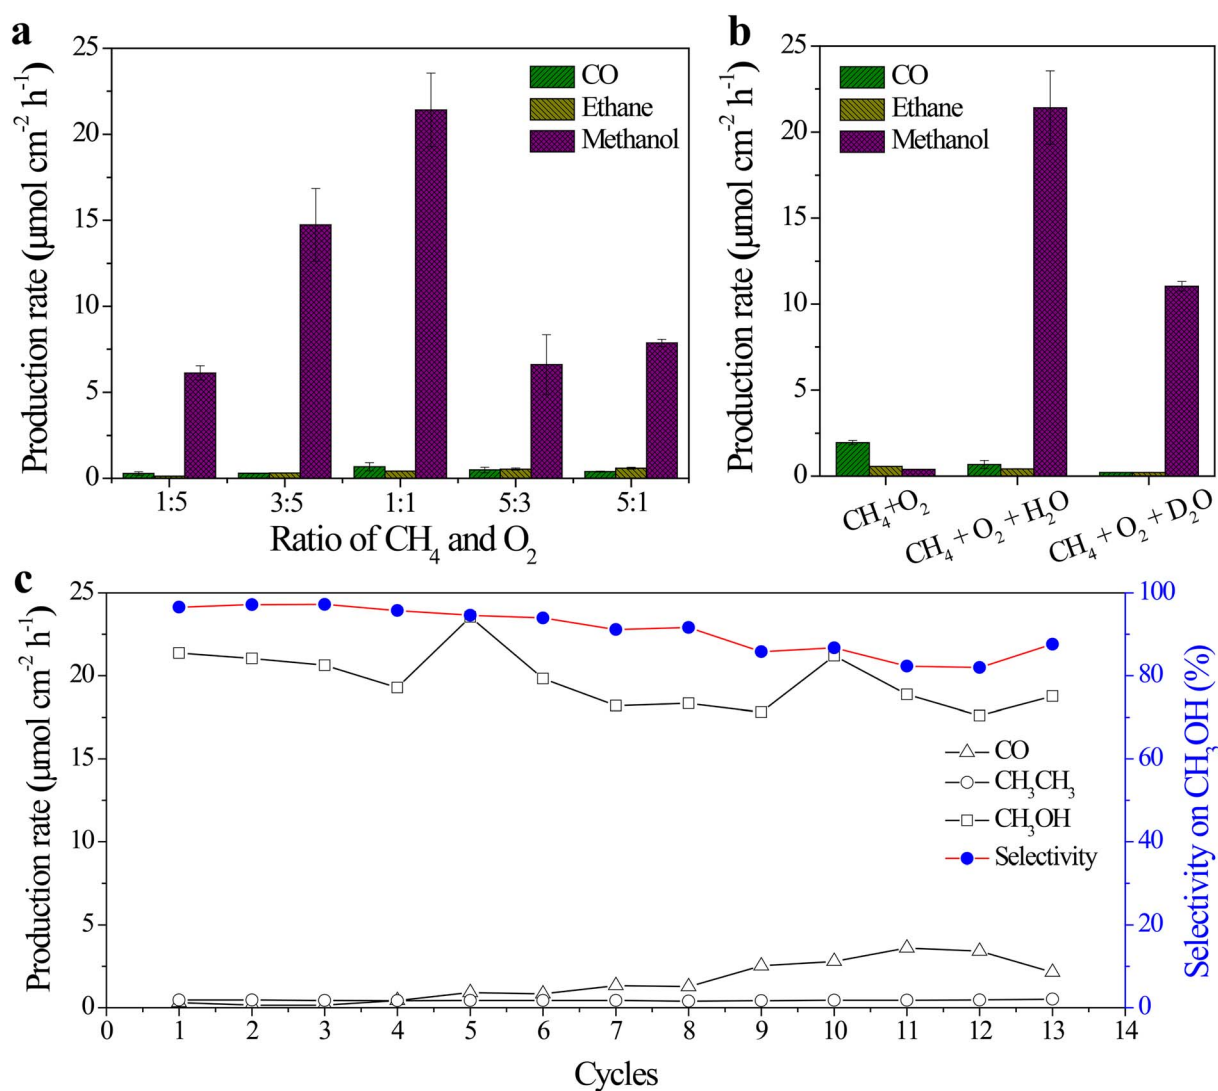 a
25
20
15
10
5
0
Production rate (μmol cm⁻² h⁻¹)
CO
Ethane
Methanol
1:5 3:5 1:1 5:3 5:1
Ratio of CH₄ and O₂
b
25
20
15
10
5
0
Production rate (μmol cm⁻² h⁻¹)
CO
Ethane
Methanol
CH₄+O₂
CH₄ + O₂ + H₂O
CH₄ + O₂ + D₂O
c
25
20
15
10
5
0
Production rate (μmol cm⁻² h⁻¹)
CO
CH₃CH₃
CH₃OH
Selectivity
100
80
60
40
20
0
Selectivity on CH₃OH (%)
0 1 2 3 4 5 6 7 8 9 10 11 12 13 14
Cycles